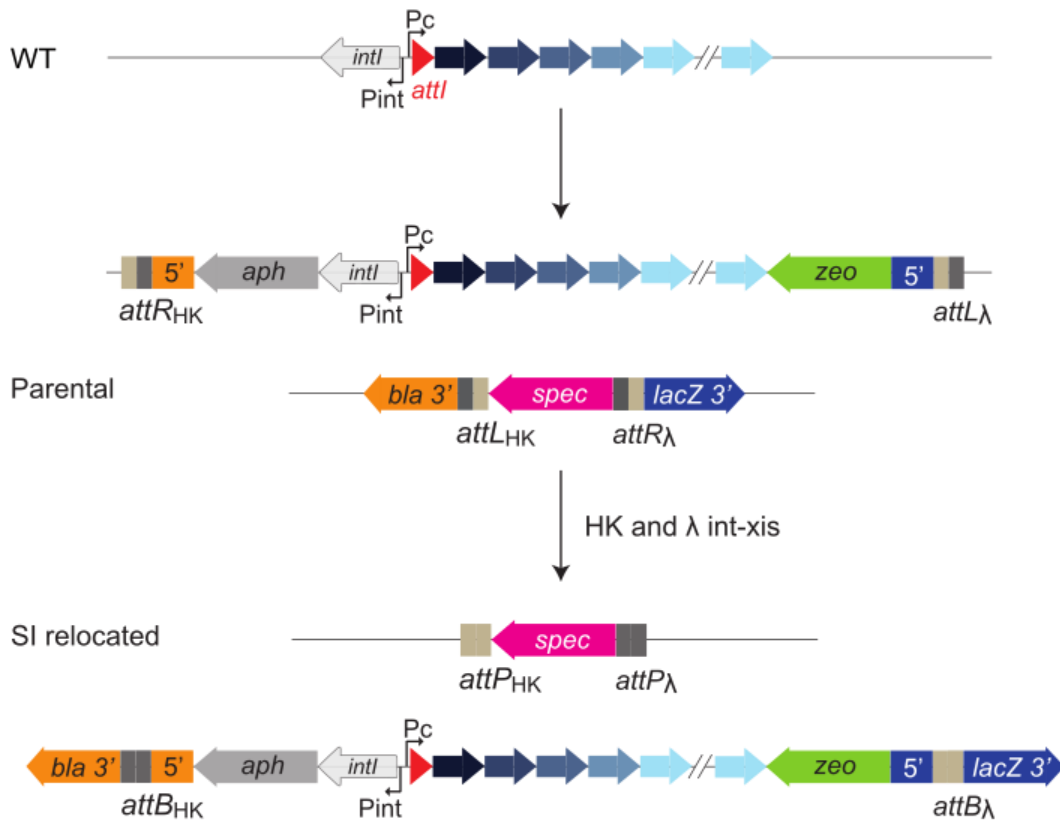 WT
intI
Pc
Pint
attI
5'
aph
intI
Pc
Pint
zeo
5'
attRHK
attLλ
Parental
bla 3'
spec
lacZ 3'
attLHK
attRλ
HK and λ int-xis
SI relocated
spec
attPHK
attPλ
bla 3'
5'
aph
intI
Pc
Pint
zeo
5'
lacZ 3'
attBHK
attBλ